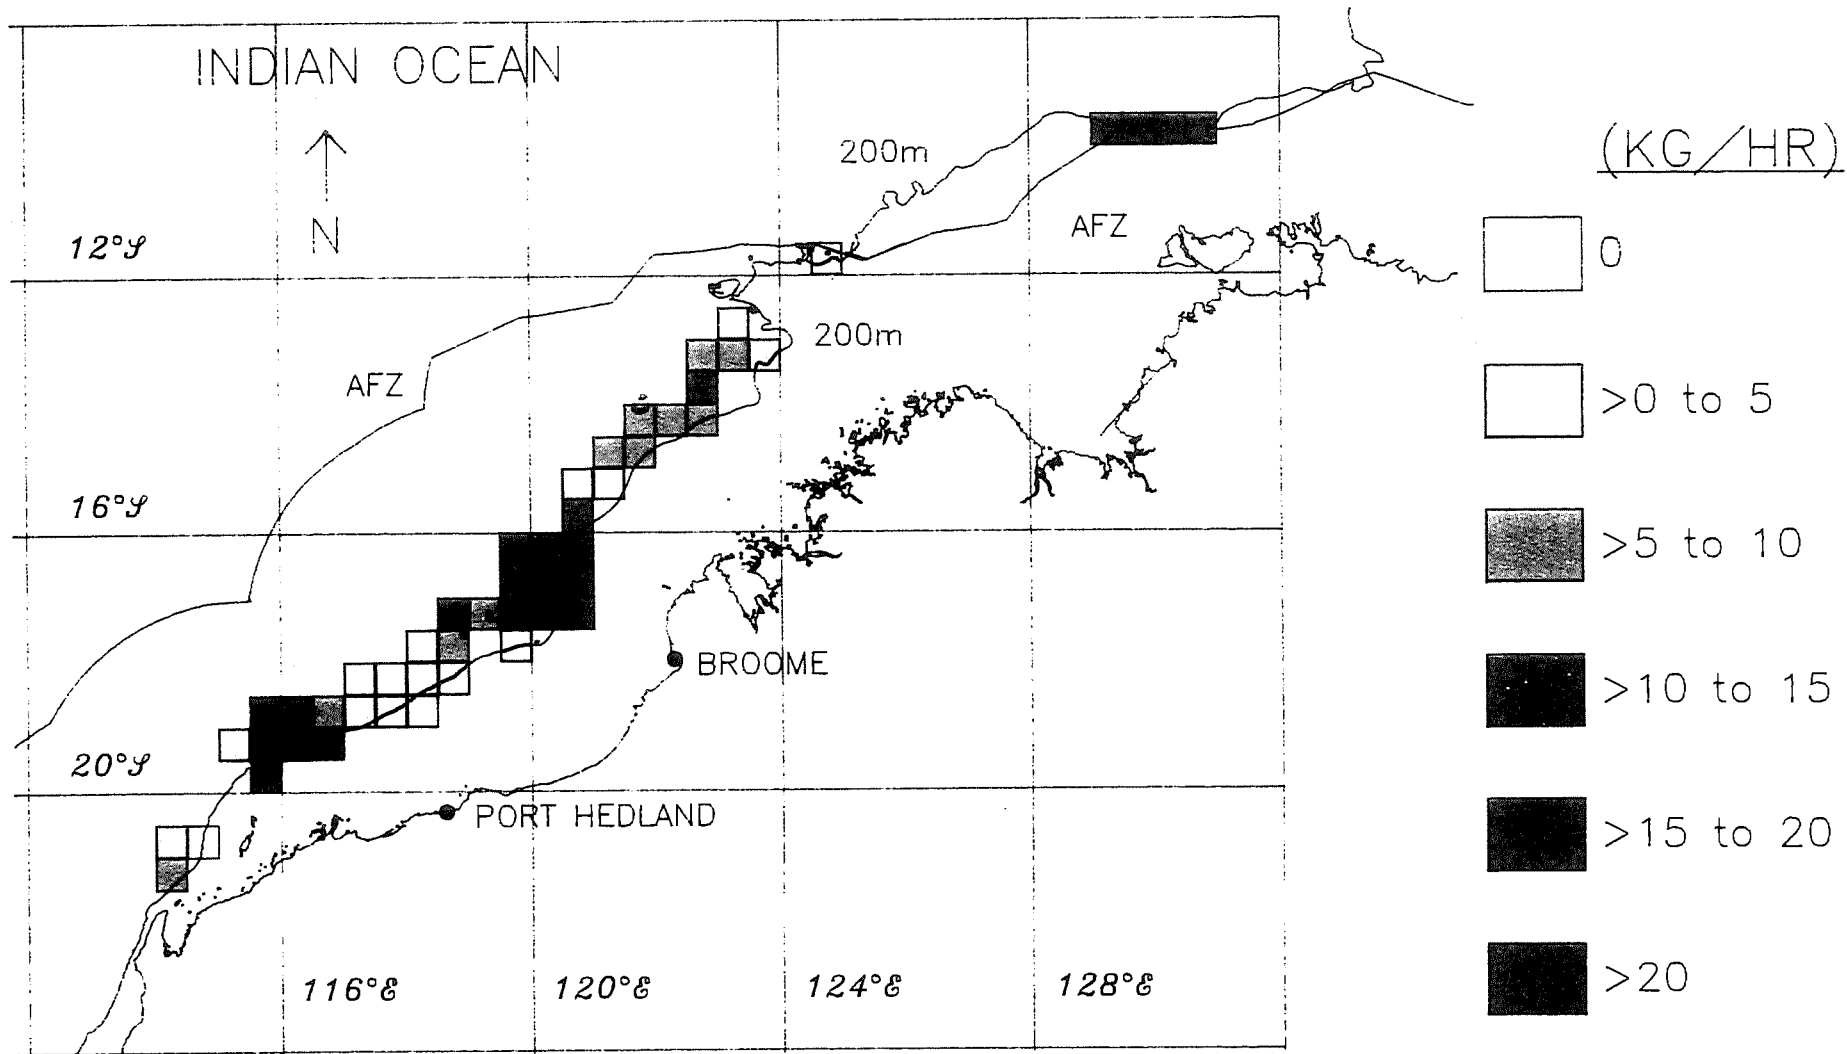 INDIAN OCEAN
N
200m
AFZ
12°S
200m
AFZ
16°S
BROOME
20°S
PORT HEDLAND
116°E
120°E
124°E
128°E
(KG/HR)
0
>0 to 5
>5 to 10
>10 to 15
>15 to 20
>20